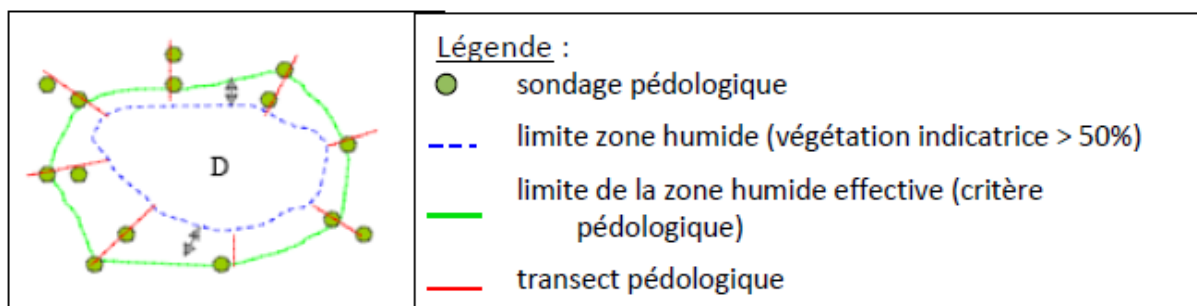 D
Légende :
sondage pédologique
limite zone humide (végétation indicatrice > 50%)
limite de la zone humide effective (critère
pédologique)
transect pédologique